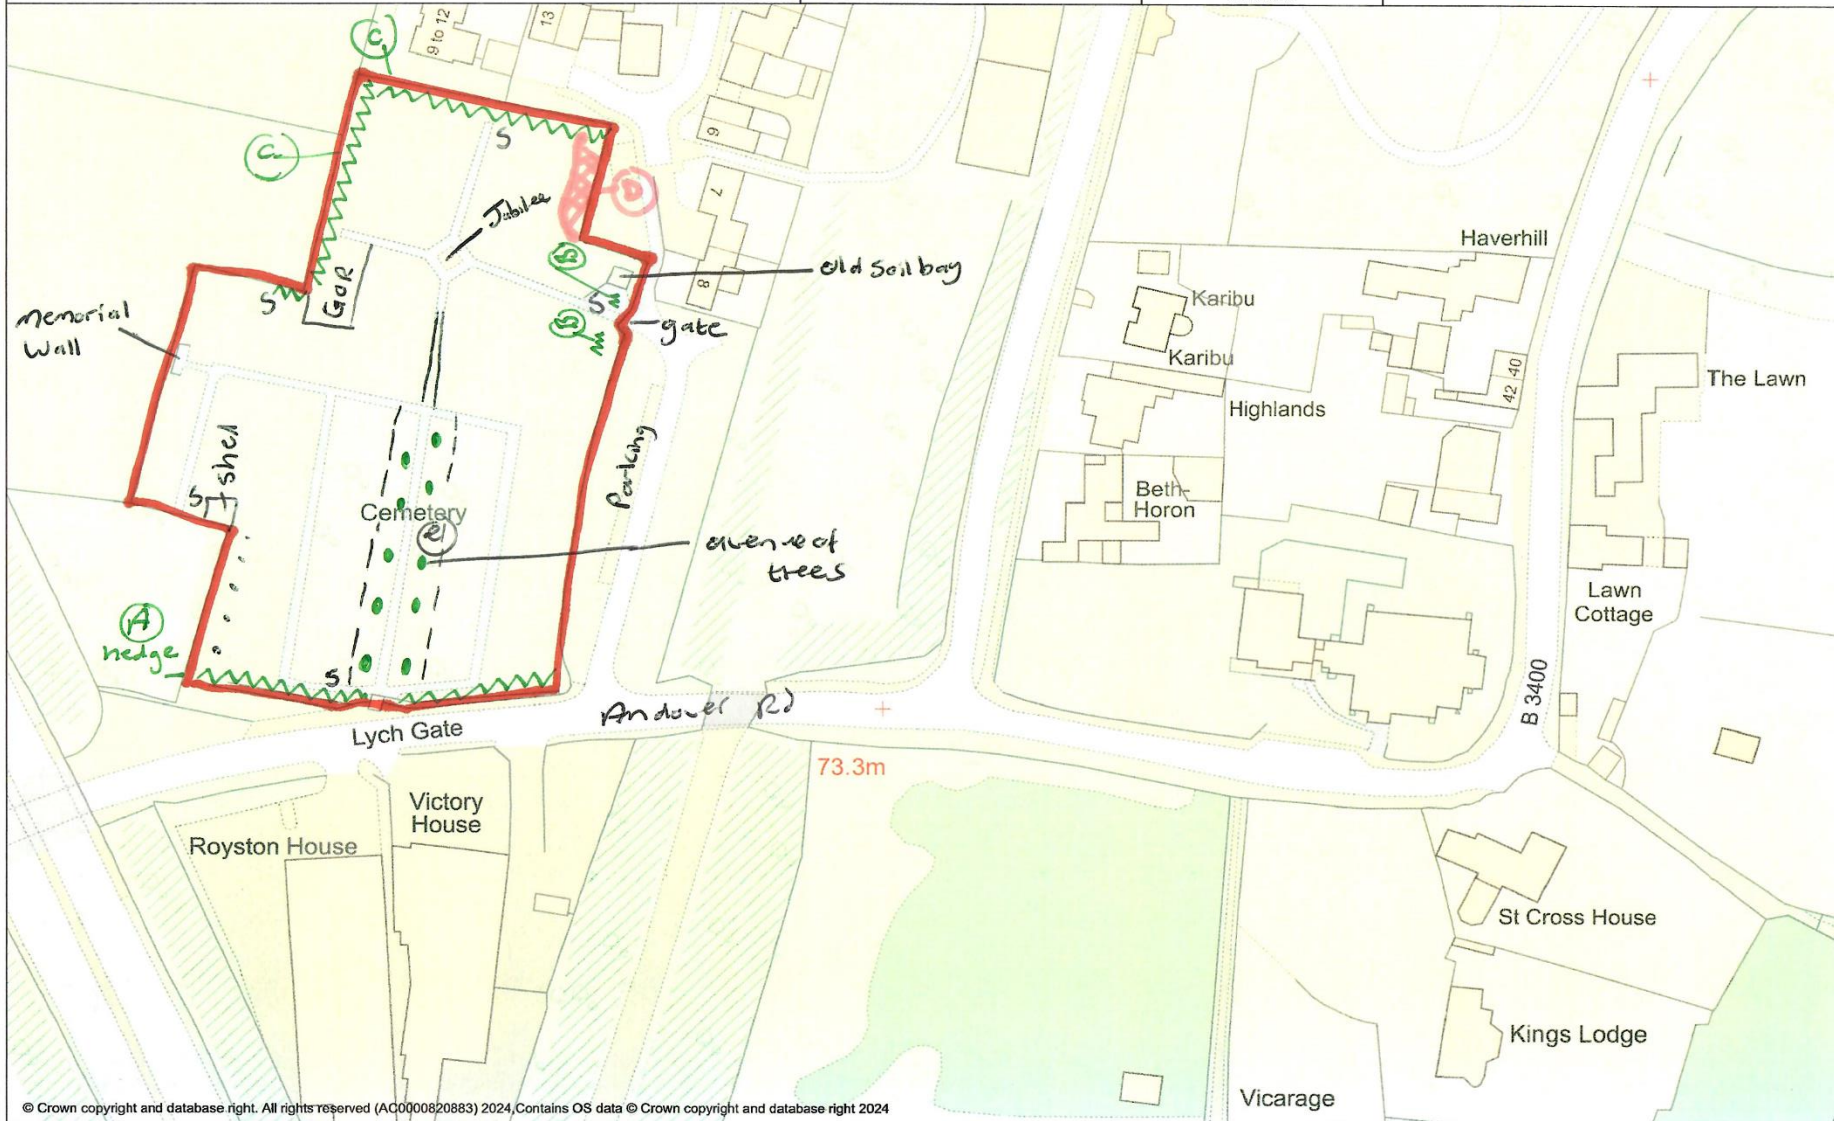 9 to 12
13
C
C
6
7
8
S
D
Jubilee
B
old Soil bay
S
B
gate
GOR
S
Memorial
Wall
Parking
Shel
S
Cemetery
e
avenue of
trees
A
hedge
S
Lych Gate
Andover Rd
73.3m
Victory
House
Royston House
Haverhill
Karibu
Karibu
Highlands
42 40
The Lawn
Beth-
Horon
Lawn
Cottage
B 3400
St Cross House
Kings Lodge
Vicarage
© Crown copyright and database right. All rights reserved (AC0000820883) 2024,Contains OS data © Crown copyright and database right 2024